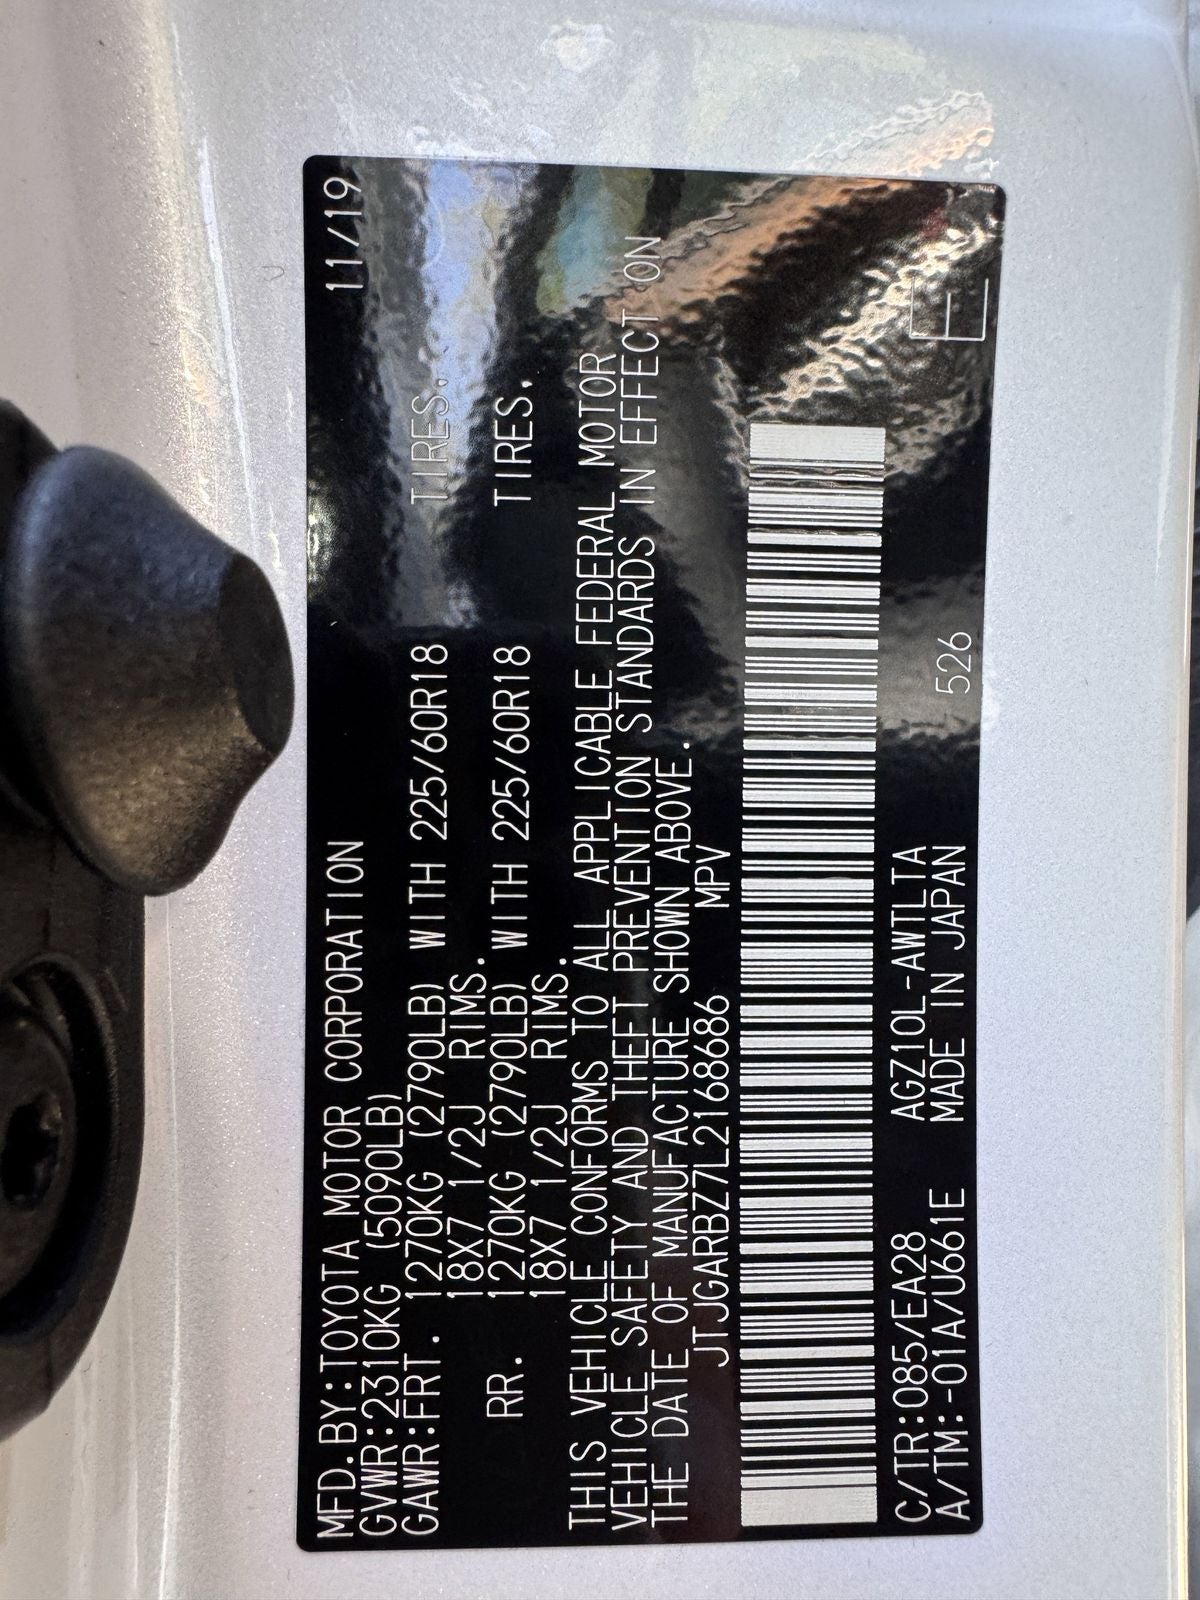 MFD.BY:TOYOTA MOTOR CORPORATION 11/19
GVWR:2310KG (5090LB)
GAWR:FRT. 1270KG (2790LB) WITH 225/60R18 TIRES.
18X7 1/2J RIMS.
RR. 1270KG (2790LB) WITH 225/60R18 TIRES.
18X7 1/2J RIMS.
THIS VEHICLE CONFORMS TO ALL APPLICABLE FEDERAL MOTOR
VEHICLE SAFETY AND THEFT PREVENTION STANDARDS IN EFFECT ON
THE DATE OF MANUFACTURE SHOWN ABOVE.
JTJGARBZ7L2168686 MPV
C/TR:085/EA28 AGZ10L-AWTLTA
A/TM:-01A/U661E MADE IN JAPAN 526 E